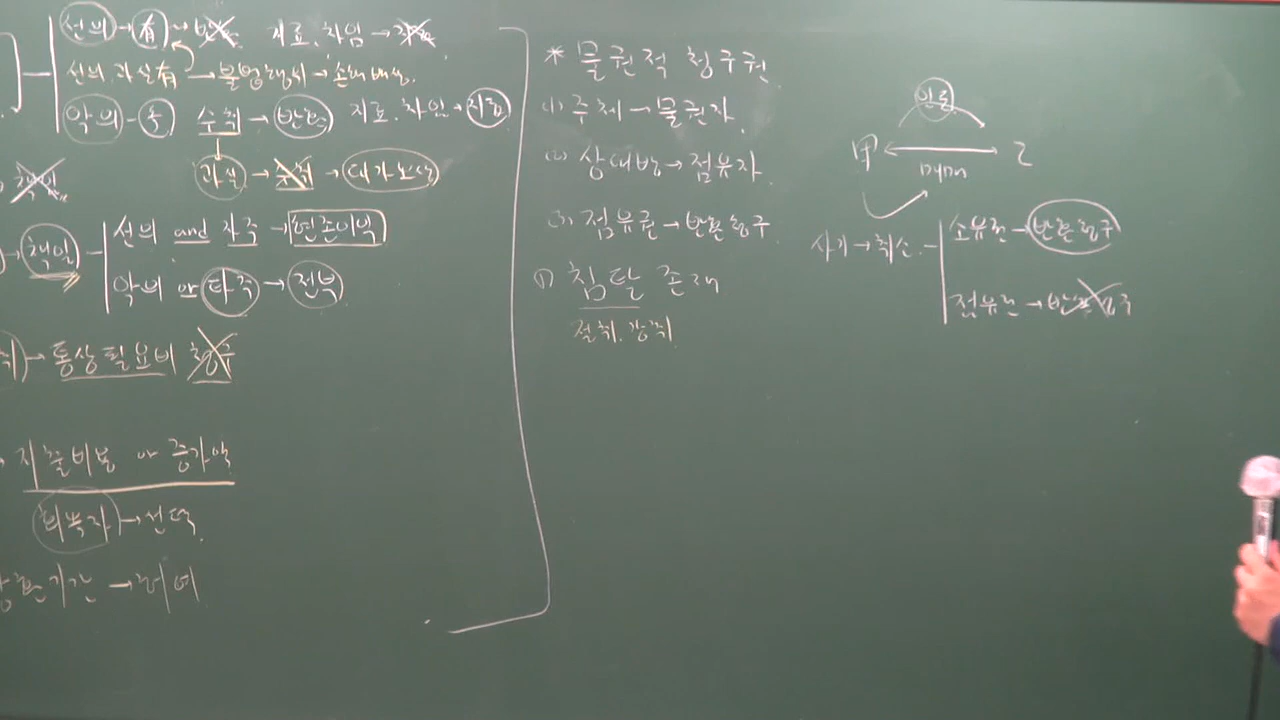 선의 → 有 → 반환 지료, 차임 → 지급
선의 과실有 → 불법행위 → 손해배상.
악의 - 혹 수취 → 반환 지료, 차임 → 지급
과실 → 수취 → 대가보상
책임
→ 책임 선의 and 자주 → 현존이익
악의 or 타주 → 전부
→ 통상필요비 청구
지출비용 or 증가액
회복자 → 선택
상환기간 → 허여
* 물권적 청구권
(1) 주체 → 물권자.
(2) 상대방 → 점유자.
(3) 점유권 → 반환청구
(1) 침탈 존재
절취. 강취
인도
甲 ↔ 乙
매매
사기 → 취소. 소유권 → 반환청구
점유권 → 반환청구